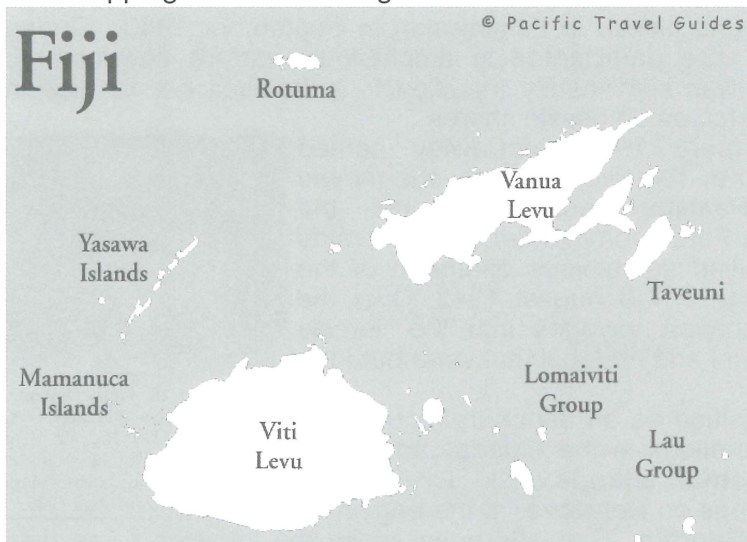 © Pacific Travel Guides
Fiji
Rotuma
Vanua
Levu
Yasawa
Islands
Taveuni
Mamanuca
Islands
Lomaiviti
Group
Viti
Levu
Lau
Group